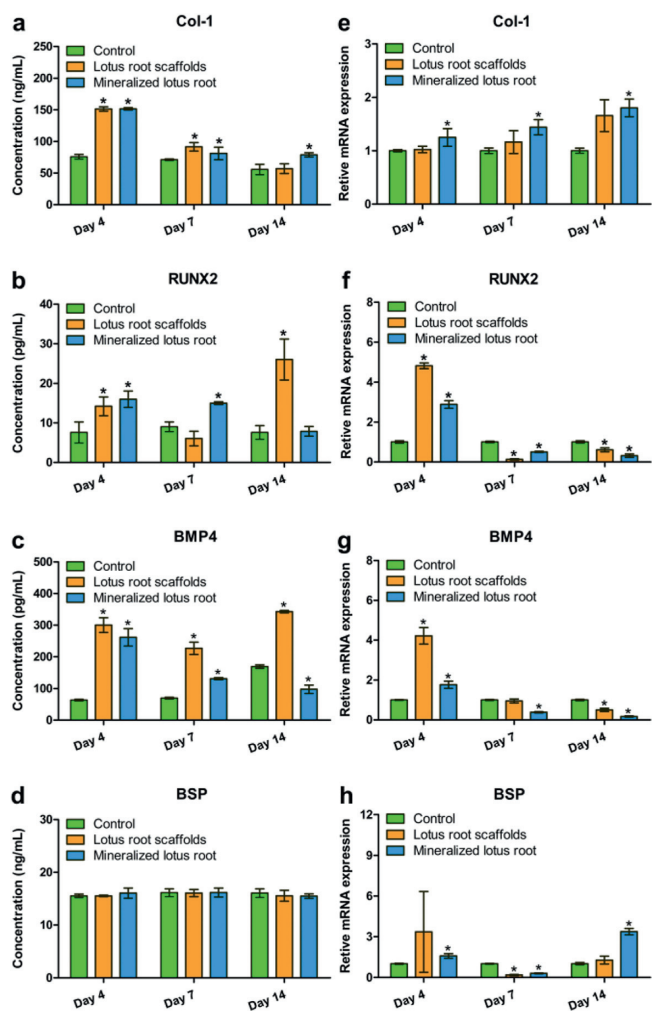 a
Col-1
Concentration (ng/mL)
250
200
150
100
50
0
Control
Lotus root scaffolds
Mineralized lotus root
* *
* *
*
Day 4
Day 7
Day 14
e
Col-1
Retive mRNA expression
3
2
1
0
Control
Lotus root scaffolds
Mineralized lotus root
*
*
*
Day 4
Day 7
Day 14
b
RUNX2
Concentration (pg/mL)
40
30
20
10
0
Control
Lotus root scaffolds
Mineralized lotus root
* *
*
*
Day 4
Day 7
Day 14
f
RUNX2
Retive mRNA expression
8
6
4
2
0
Control
Lotus root scaffolds
Mineralized lotus root
* *
* *
* *
Day 4
Day 7
Day 14
c
BMP4
Concentration (pg/mL)
500
400
300
200
100
0
Control
Lotus root scaffolds
Mineralized lotus root
* *
* *
* *
Day 4
Day 7
Day 14
g
BMP4
Retive mRNA expression
8
6
4
2
0
Control
Lotus root scaffolds
Mineralized lotus root
* *
*
* *
Day 4
Day 7
Day 14
d
BSP
Concentration (ng/mL)
30
15
0
Control
Lotus root scaffolds
Mineralized lotus root
Day 4
Day 7
Day 14
h
BSP
Retive mRNA expression
12
9
6
3
0
Control
Lotus root scaffolds
Mineralized lotus root
*
* *
*
Day 4
Day 7
Day 14